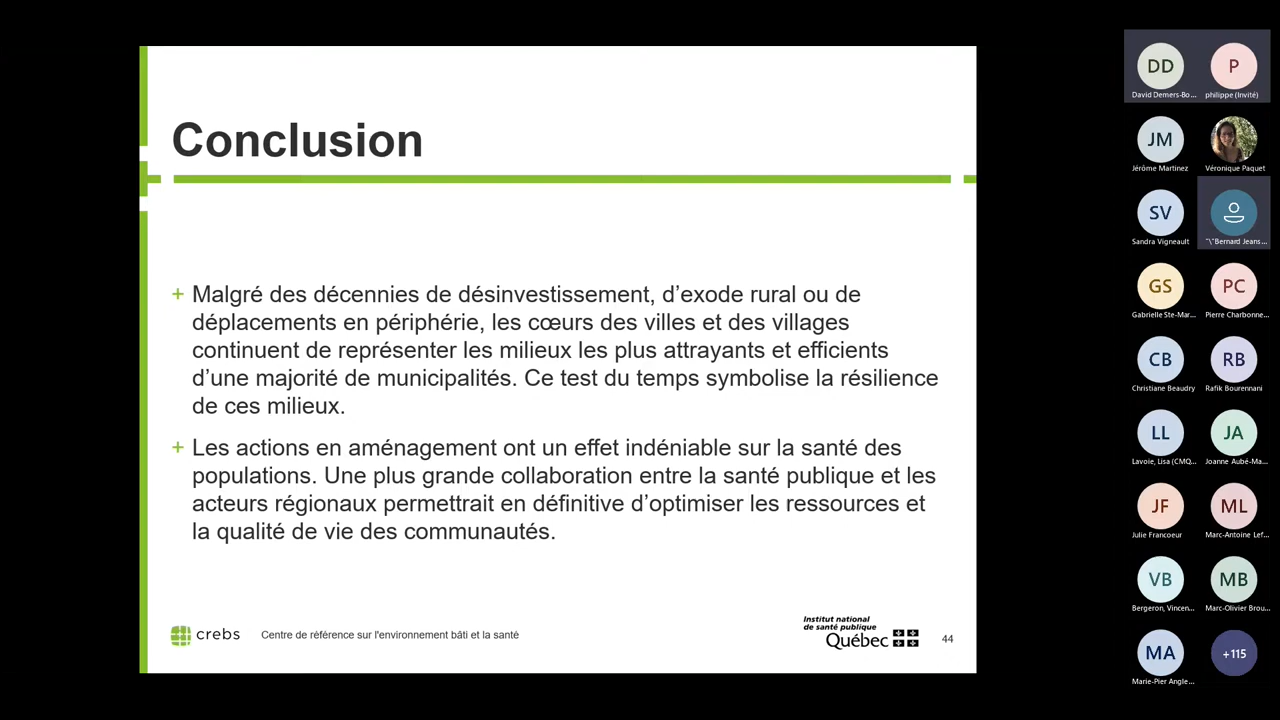 Conclusion
+ Malgré des décennies de désinvestissement, d’exode rural ou de
déplacements en périphérie, les cœurs des villes et des villages
continuent de représenter les milieux les plus attrayants et efficients
d’une majorité de municipalités. Ce test du temps symbolise la résilience
de ces milieux.
+ Les actions en aménagement ont un effet indéniable sur la santé des
populations. Une plus grande collaboration entre la santé publique et les
acteurs régionaux permettrait en définitive d’optimiser les ressources et
la qualité de vie des communautés.
crebs
Centre de référence sur l'environnement bâti et la santé
Institut national
de santé publique
Québec
44
DD
David Demers-Bo...
P
philippe (Invité)
JM
Jérôme Martinez
Véronique Paquet
SV
Sandra Vigneault
"\"Bernard Jeans...
GS
Gabrielle Ste-Mar...
PC
Pierre Charbonne...
CB
Christiane Beaudry
RB
Rafik Bourennani
LL
Lavoie, Lisa (CMQ...
JA
Joanne Aubé-Ma...
JF
Julie Francoeur
ML
Marc-Antoine Lef...
VB
Bergeron, Vincen...
MB
Marc-Olivier Brou...
MA
Marie-Pier Angle...
+115